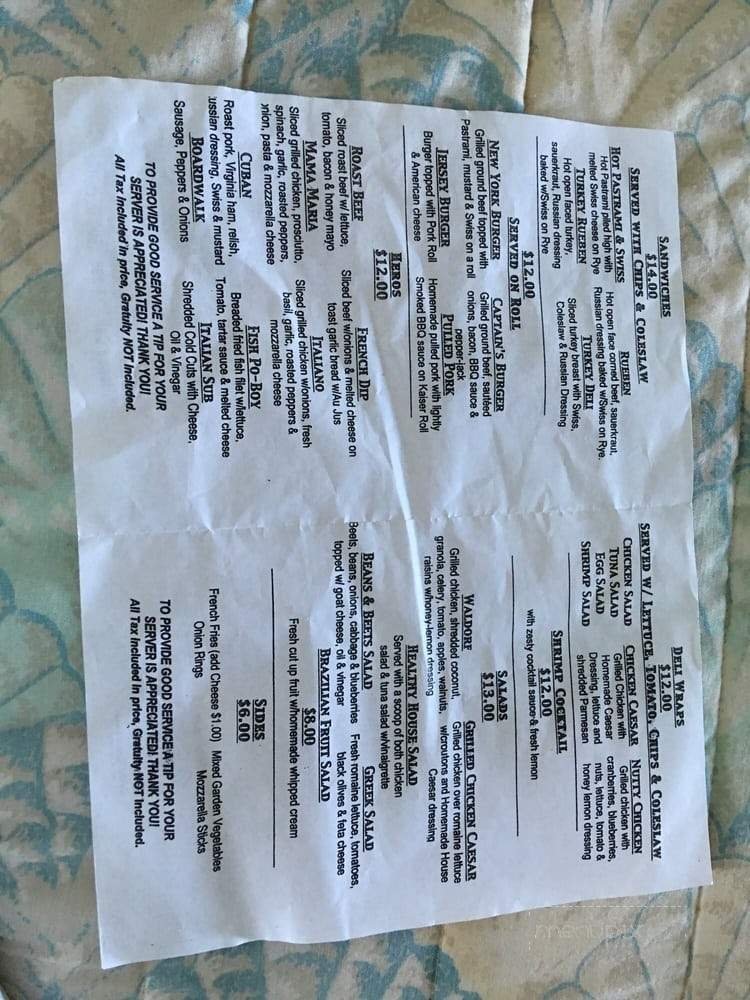 SANDWICHES
$14.00
SERVED WITH CHIPS & COLESLAW
HOT PASTRAMI & SWISS
Hot Pastrami piled high with
melted Swiss cheese on Rye
RUEBEN
Hot open face corned beef, sauerkraut,
Russian dressing baked w/Swiss on Rye.
TURKEY RUEBEN
Hot open faced turkey,
sauerkraut, Russian dressing
baked w/Swiss on Rye
TURKEY DELI
Sliced turkey breast with Swiss,
Coleslaw & Russian Dressing
$12.00
SERVED ON ROLL
NEW YORK BURGER
Grilled ground beef topped with
Pastrami, mustard & Swiss on a roll
CAPTAIN'S BURGER
Grilled ground beef, sautéed
onions, bacon, BBQ sauce &
pepper-jack
JERSEY BURGER
Burger topped with Pork Roll
& American cheese
PULLED PORK
Homemade pulled pork with lightly
Smoked BBQ sauce on Kaiser Roll
HEROS
$12.00
ROAST BEEF
Sliced roast beef w/ lettuce,
tomato, bacon & honey mayo
FRENCH DIP
Sliced beef w/onions & melted cheese on
toast garlic bread w/Au Jus
MAMA MARIA
Sliced grilled chicken, prosciutto,
spinach, garlic, roasted peppers,
onion, pasta & mozzarella cheese
ITALIANO
Sliced grilled chicken w/onions, fresh
basil, garlic, roasted peppers &
mozzarella cheese
CUBAN
Roast pork, Virginia ham, relish,
ussian dressing, Swiss & mustard
FISH PO-BOY
Breaded fried fish filet w/lettuce,
Tomato, tartar sauce & melted cheese
BOARDWALK
Sausage, Peppers & Onions
ITALIAN SUB
Shredded Cold Cuts with Cheese,
Oil & Vinegar
TO PROVIDE GOOD SERVICE A TIP FOR YOUR
SERVER IS APPRECIATED! THANK YOU!
All Tax Included in price, Gratuity NOT Included.
DELI WRAPS
$12.00
SERVED W/ LETTUCE, TOMATO, CHIPS & COLESLAW
CHICKEN SALAD
TUNA SALAD
EGG SALAD
SHRIMP SALAD
CHICKEN CAESAR
Grilled Chicken with
Homemade Caesar
Dressing, lettuce and
shredded Parmesan
NUTTY CHICKEN
Grilled chicken with
cranberries, blueberries,
nuts, lettuce, tomato &
honey lemon dressing
SHRIMP COCKTAIL
$12.00
with zesty cocktail sauce & fresh lemon
SALADS
$13.00
WALDORF
Grilled chicken, shredded coconut,
granola, celery, tomato, apples, walnuts,
raisins w/honey-lemon dressing
GRILLED CHICKEN CAESAR
Grilled chicken over romaine lettuce
w/croutons and Homemade House
Caesar dressing
HEALTHY HOUSE SALAD
Served with a scoop of both chicken
salad & tuna salad w/vinaigrette
BEANS & BEETS SALAD
Beets, beans, onions, cabbage & blueberries
topped w/ goat cheese, oil & vinegar
GREEK SALAD
Fresh romaine lettuce, tomatoes,
black olives & feta cheese
BRAZILIAN FRUIT SALAD
$8.00
Fresh cut up fruit w/homemade whipped cream
SIDES
$6.00
French Fries (add Cheese $1.00)
Onion Rings
Mixed Garden Vegetables
Mozzarella Sticks
TO PROVIDE GOOD SERVICE A TIP FOR YOUR
SERVER IS APPRECIATED! THANK YOU!
All Tax Included in price, Gratuity NOT Included.